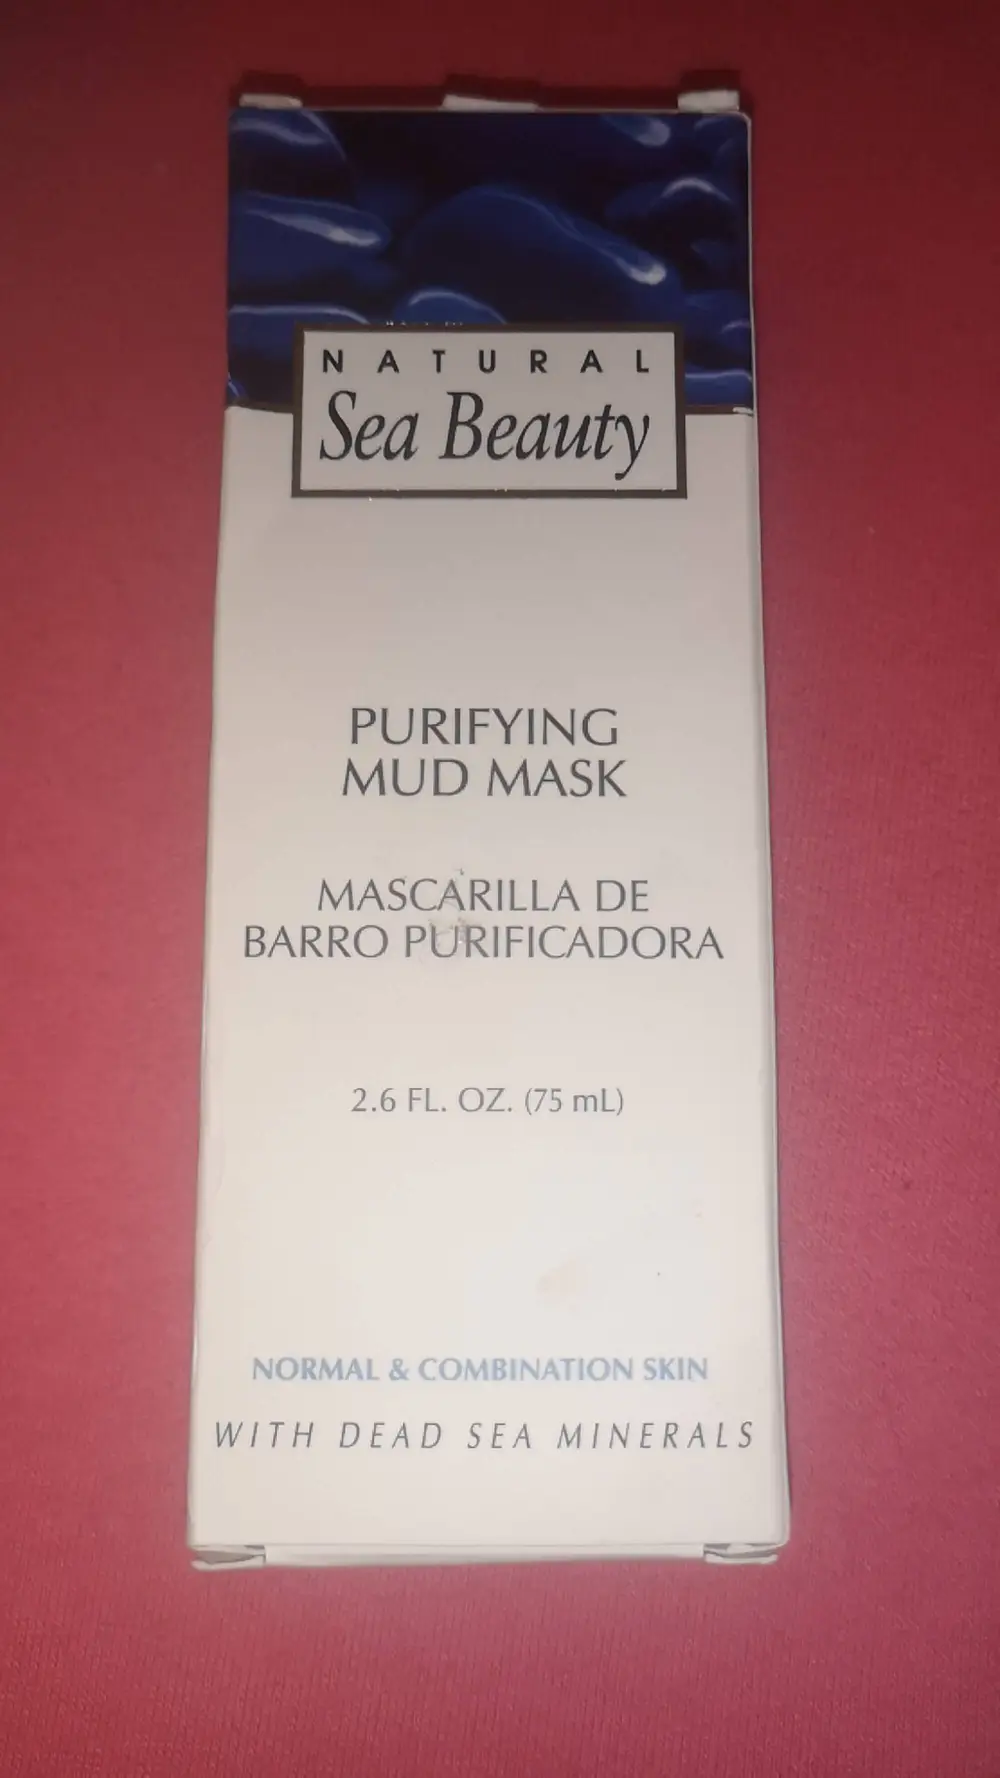 NATURAL
Sea Beauty
PURIFYING
MUD MASK
MASCARILLA DE
BARRO PURIFICADORA
2.6 FL. OZ. (75 mL)
NORMAL & COMBINATION SKIN
WITH DEAD SEA MINERALS